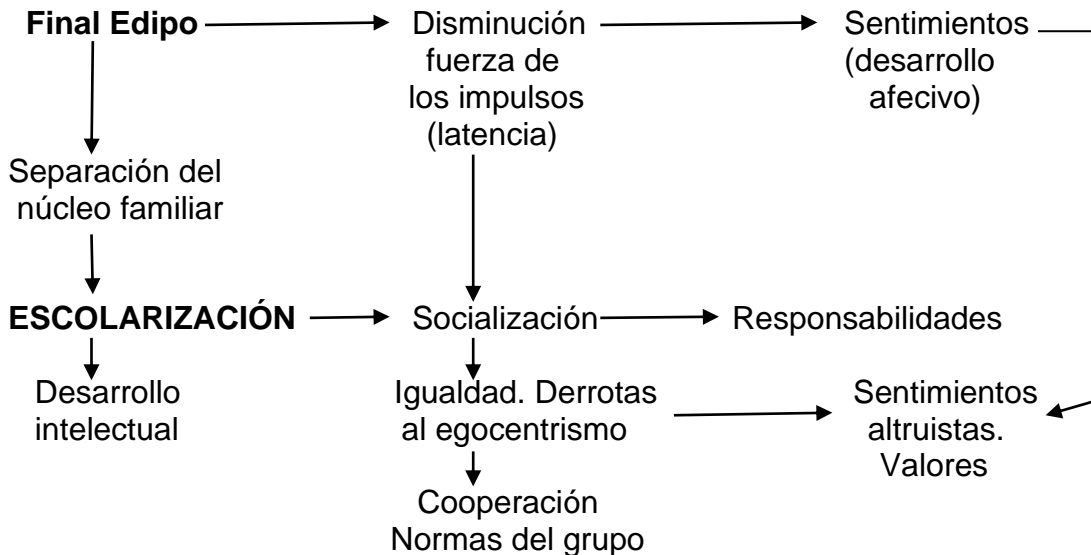 Final Edipo
Disminución
fuerza de
los impulsos
(latencia)
Sentimientos
(desarrollo
afecivo)
Separación del
núcleo familiar
ESCOLARIZACIÓN
Socialización
Responsabilidades
Desarrollo
intelectual
Igualdad. Derrotas
al egocentrismo
Sentimientos
altruistas.
Valores
Cooperación
Normas del grupo